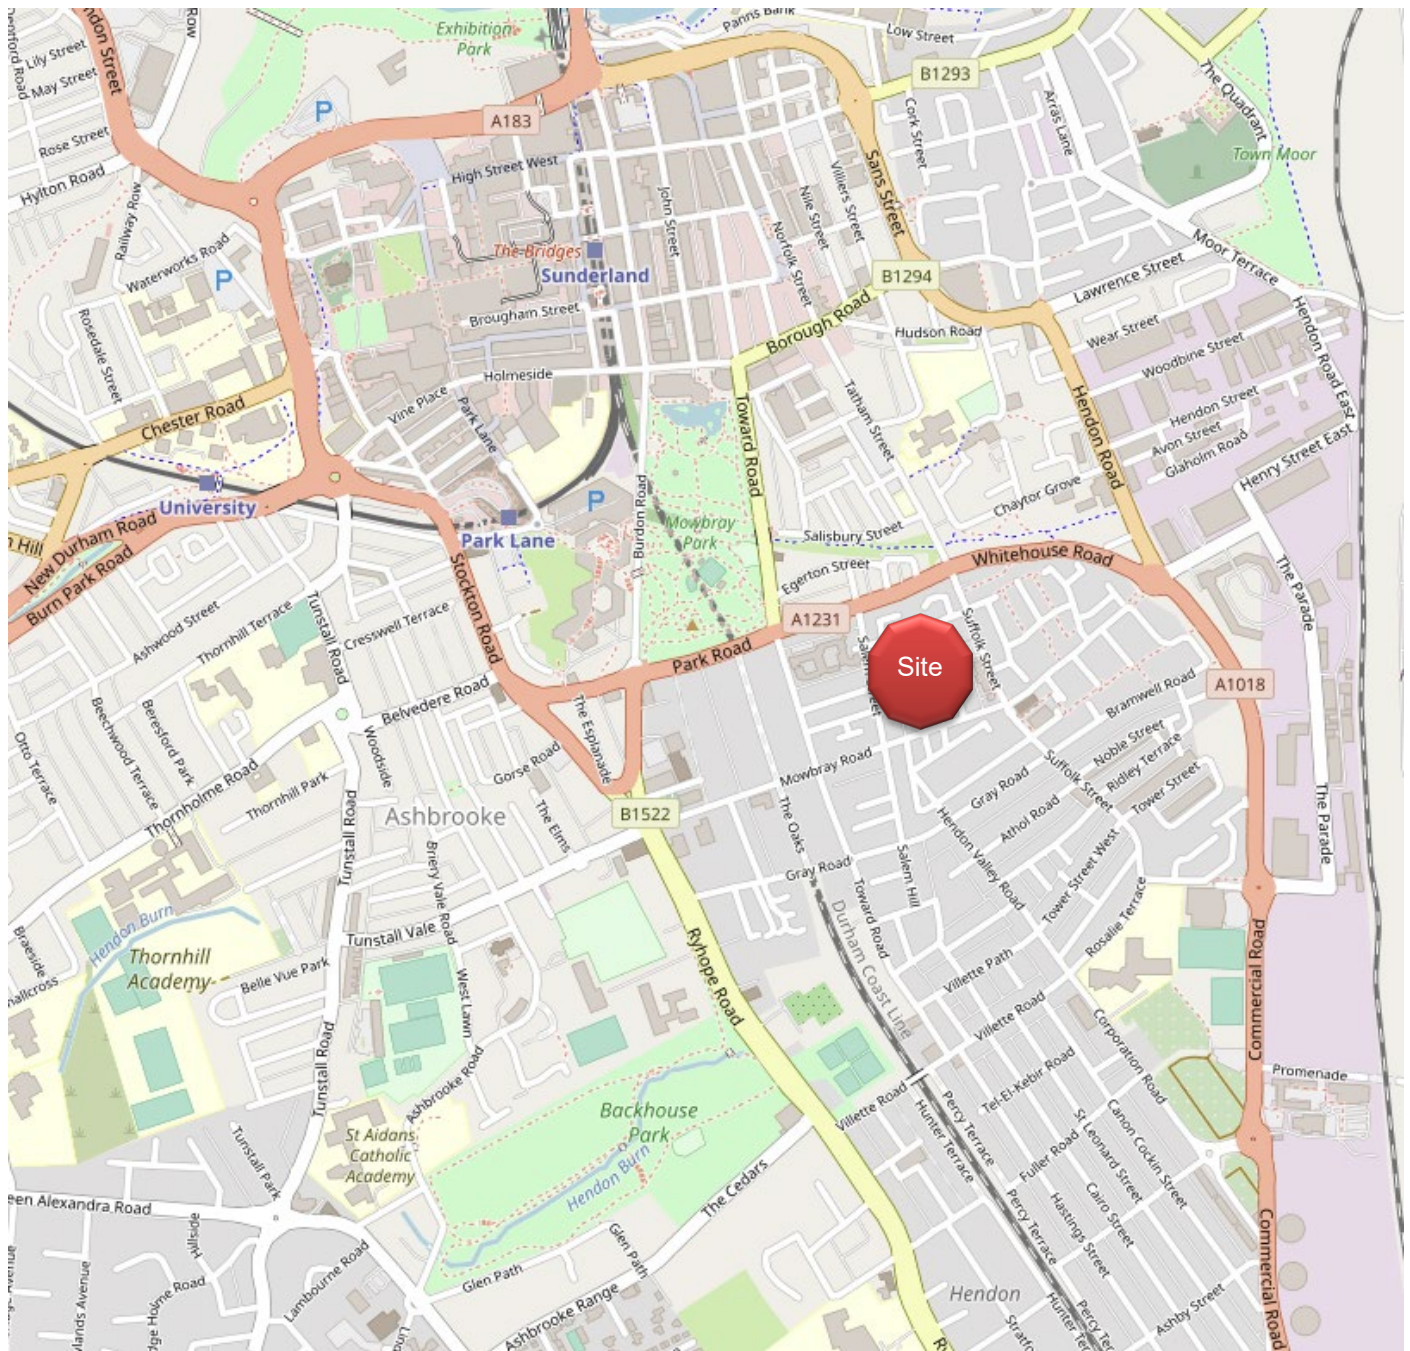 Panns Bank
Exhibition
Park
Low Street
Row
Lily Street
May Street
B1293
The Quadrant
Arras Lane
Cork Street
P
A183
Rose Street
Town Moor
High Street West
Hylton Road
Sans Street
Villiers Street
Nile Street
John Street
Railway Row
Norfolk Street
Waterworks Road
The Bridges
Sunderland
Moor Terrace
Lawrence Street
P
B1294
Brougham Street
Borough Road
Hudson Road
Wear Street
Rosedale Street
Hendon Road East
Woodbine Street
Holmeside
Vine Place
Park Lane
Chester Road
Toward Road
Tatham Street
Hendon Road
Hendon Street
Avon Street
Glaholm Road
Henry Street East
University
P
Burdon Road
Chaytor Grove
Mowbray
Park
Park Lane
Salisbury Street
New Durham Road
Burn Park Road
Whitehouse Road
Egerton Street
The Parade
Stockton Road
Ashwood Street
Thornhill Terrace
Tunstall Road
Cresswell Terrace
A1231
Suffolk Street
Park Road
Site
A1018
Belvedere Road
Bramwell Road
Beechwood Terrace
Beresford Park
Otto Terrace
Woodside
The Esplanade
Gorse Road
Mowbray Road
Noble Street
Ridley Terrace
Suffolk Street
Tower Street
Thornholme Road
Thornhill Park
Gray Road
Athol Road
Ashbrooke
The Elms
B1522
The Oaks
Hendon Valley Road
Tunstall Road
The Parade
Briery Vale Road
Gray Road
Salem Hill
Tower Street West
Toward Road
Rosalie Terrace
Hendon Burn
Braeside
Tunstall Vale
Durham Coast Line
Thornhill
Academy
Belle Vue Park
West Lawn
Ryhope Road
Villette Path
Villette Road
Commercial Road
Tunstall Road
Corporation Road
Ashbrooke Road
Tel-El-Kebir Road
Promenade
Backhouse
Park
Villette Road
Percy Terrace
Hunter Terrace
Canon Cockin Street
St Leonard Street
St Aidans
Catholic
Academy
Tunstall Park
Fuller Road
Hendon Burn
The Cedars
Cairo Street
Hastings Street
Percy Terrace
een Alexandra Road
Hillside
Glen Path
Commercial Road
Glen Path
Lambourne Road
Hendon
Ashbrooke Range
Ashby Street